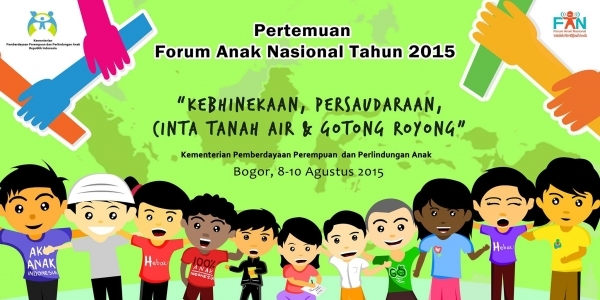 Kementerian
Pemberdayaan Perempuan dan Perlindungan Anak
Republik Indonesia
FAN
Forum Anak Nasional
Pertemuan
Forum Anak Nasional Tahun 2015
"KEBHINEKAAN, PERSAUDARAAN,
CINTA TANAH AIR & GOTONG ROYONG"
Kementerian Pemberdayaan Perempuan dan Perlindungan Anak
Bogor, 8-10 Agustus 2015
AKU
ANAK
INDONESIA
100%
ANAK
INDONESIA